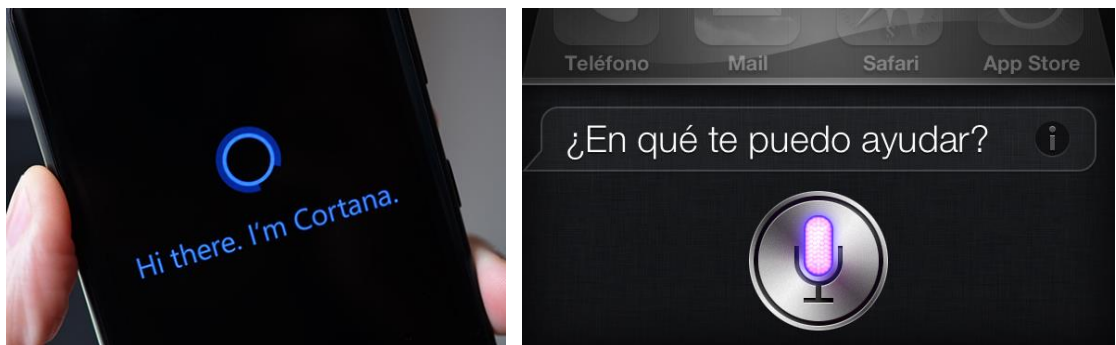 Hi there. I'm Cortana.
Teléfono Mail Safari App Store
¿En qué te puedo ayudar?